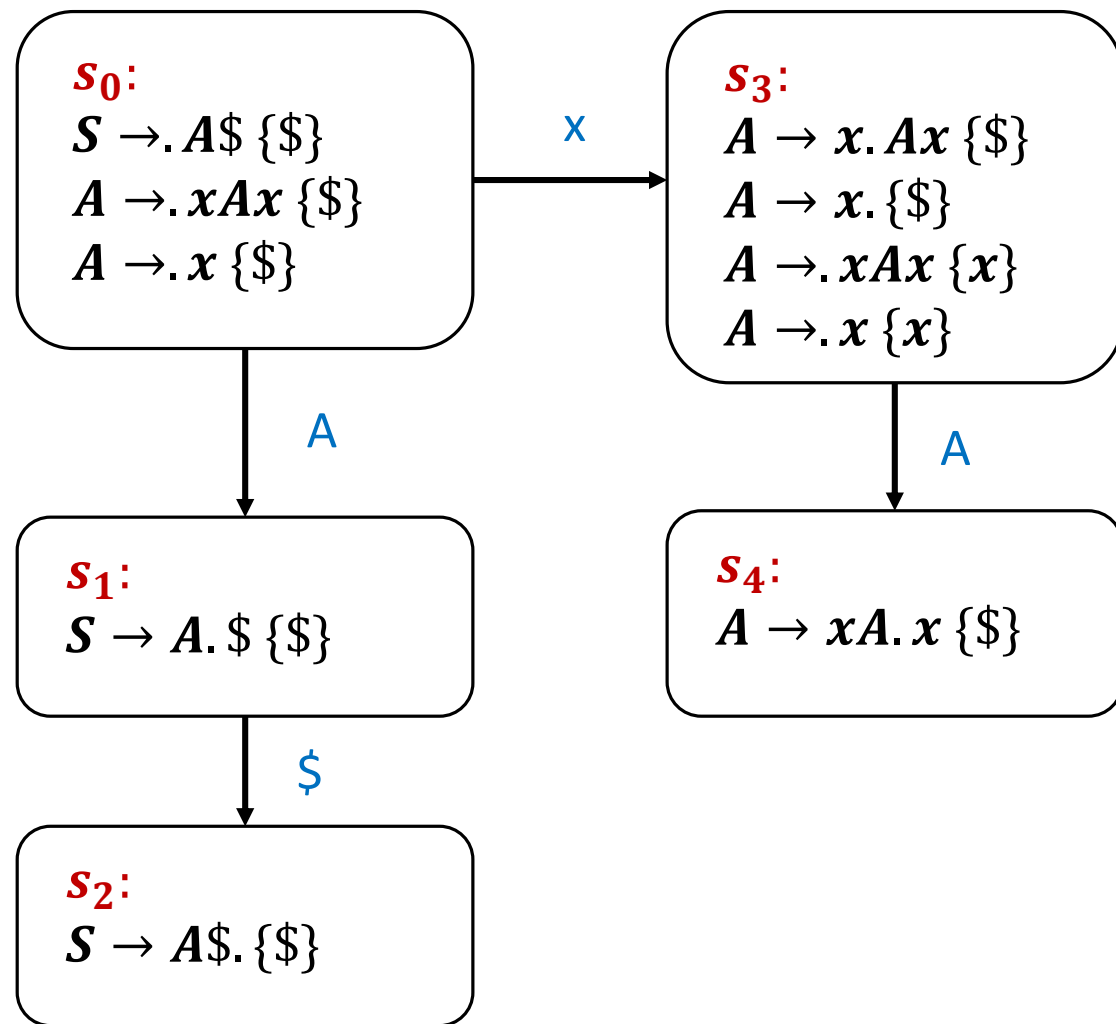 s₀:
S →. A$ {$}
A →. xAx {$}
A →. x {$}
x
s₃:
A → x. Ax {$}
A → x. {$}
A →. xAx {x}
A →. x {x}
A
A
s₁:
S → A. $ {$}
s₄:
A → xA. x {$}
$
s₂:
S → A$. {$}